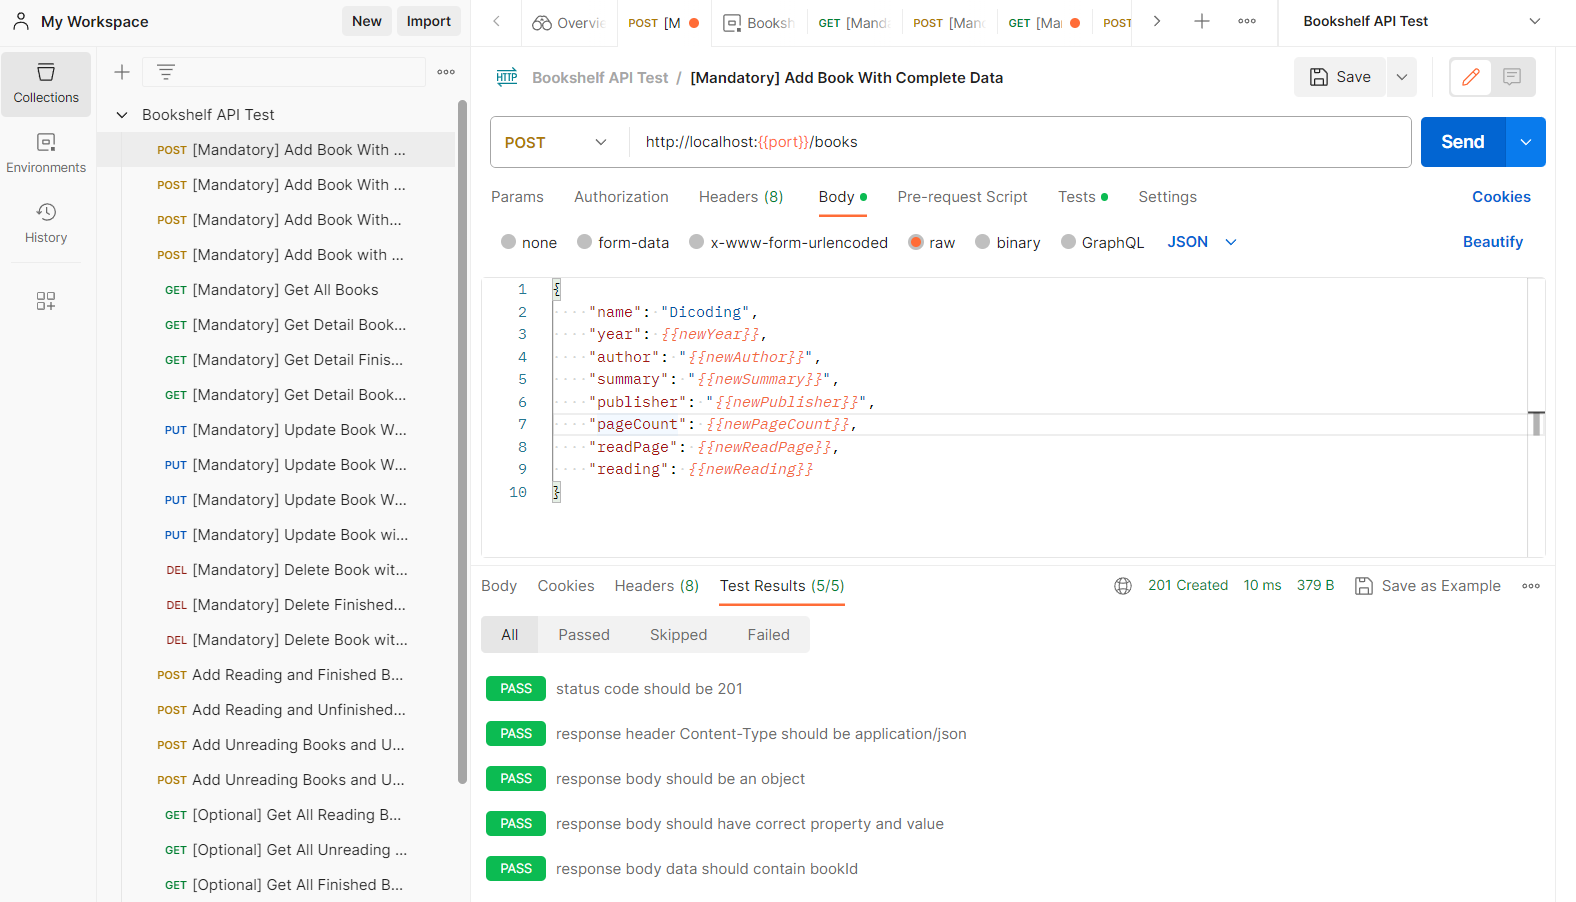 My Workspace
New
Import
Overvie
POST [M
Booksh
GET [Mand
POST [Man
GET [Ma
POST
Bookshelf API Test
Collections
Environments
History
Bookshelf API Test
POST [Mandatory] Add Book With ...
POST [Mandatory] Add Book With ...
POST [Mandatory] Add Book With...
POST [Mandatory] Add Book with ...
GET [Mandatory] Get All Books
GET [Mandatory] Get Detail Book...
GET [Mandatory] Get Detail Finis...
GET [Mandatory] Get Detail Book...
PUT [Mandatory] Update Book W...
PUT [Mandatory] Update Book W...
PUT [Mandatory] Update Book W...
PUT [Mandatory] Update Book wi...
DEL [Mandatory] Delete Book wit...
DEL [Mandatory] Delete Finished...
DEL [Mandatory] Delete Book wit...
POST Add Reading and Finished B...
POST Add Reading and Unfinished...
POST Add Unreading Books and U...
POST Add Unreading Books and U...
GET [Optional] Get All Reading B...
GET [Optional] Get All Unreading ...
GET [Optional] Get All Finished B...
HTTP Bookshelf API Test / [Mandatory] Add Book With Complete Data
Save
POST http://localhost:{{port}}/books
Send
Params Authorization Headers (8) Body Pre-request Script Tests Settings
Cookies
none form-data x-www-form-urlencoded raw binary GraphQL JSON
Beautify
1 {
2 "name": "Dicoding",
3 "year": {{newYear}},
4 "author": "{{newAuthor}}",
5 "summary": "{{newSummary}}",
6 "publisher": "{{newPublisher}}",
7 "pageCount": {{newPageCount}},
8 "readPage": {{newReadPage}},
9 "reading": {{newReading}}
10 }
Body Cookies Headers (8) Test Results (5/5)
201 Created 10 ms 379 B Save as Example
All Passed Skipped Failed
PASS status code should be 201
PASS response header Content-Type should be application/json
PASS response body should be an object
PASS response body should have correct property and value
PASS response body data should contain bookId